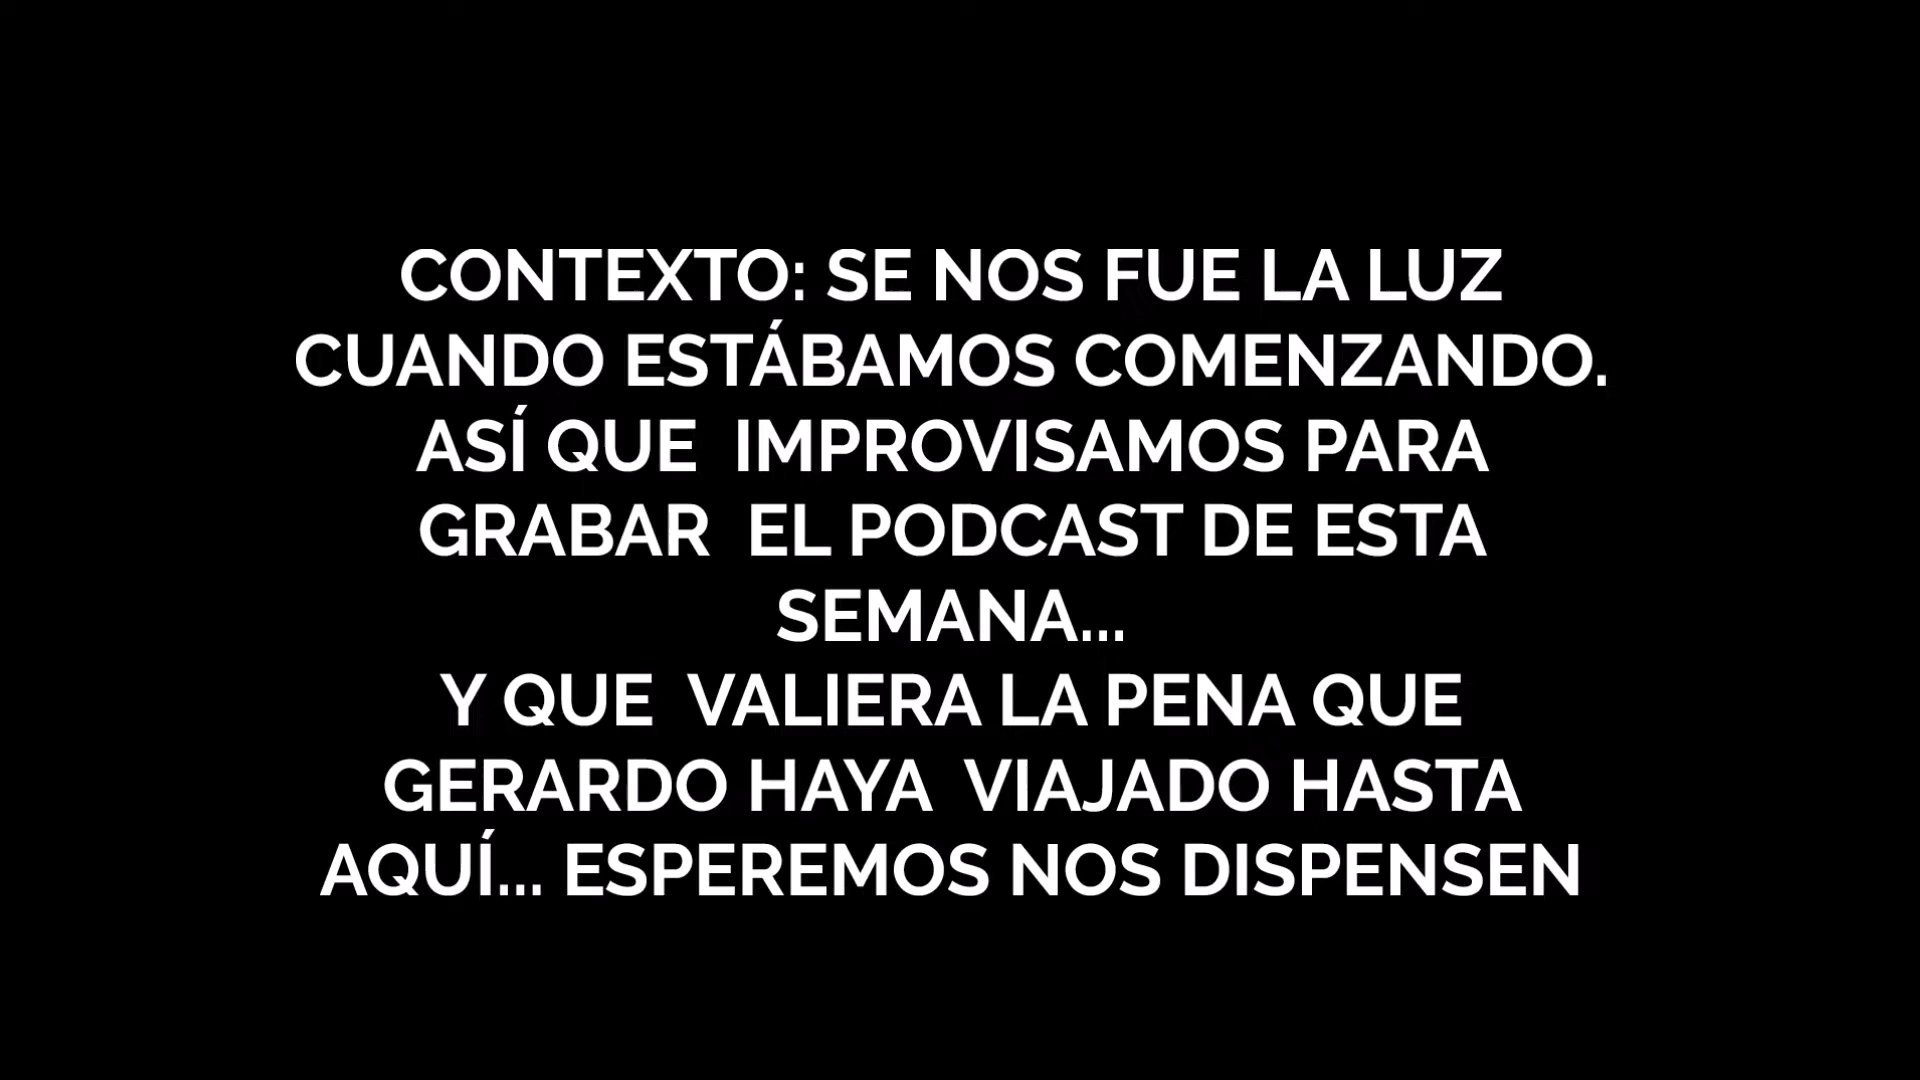 CONTEXTO: SE NOS FUE LA LUZ
CUANDO ESTÁBAMOS COMENZANDO.
ASÍ QUE  IMPROVISAMOS PARA
GRABAR  EL PODCAST DE ESTA
SEMANA...
Y QUE  VALIERA LA PENA QUE
GERARDO HAYA  VIAJADO HASTA
AQUÍ... ESPEREMOS NOS DISPENSEN